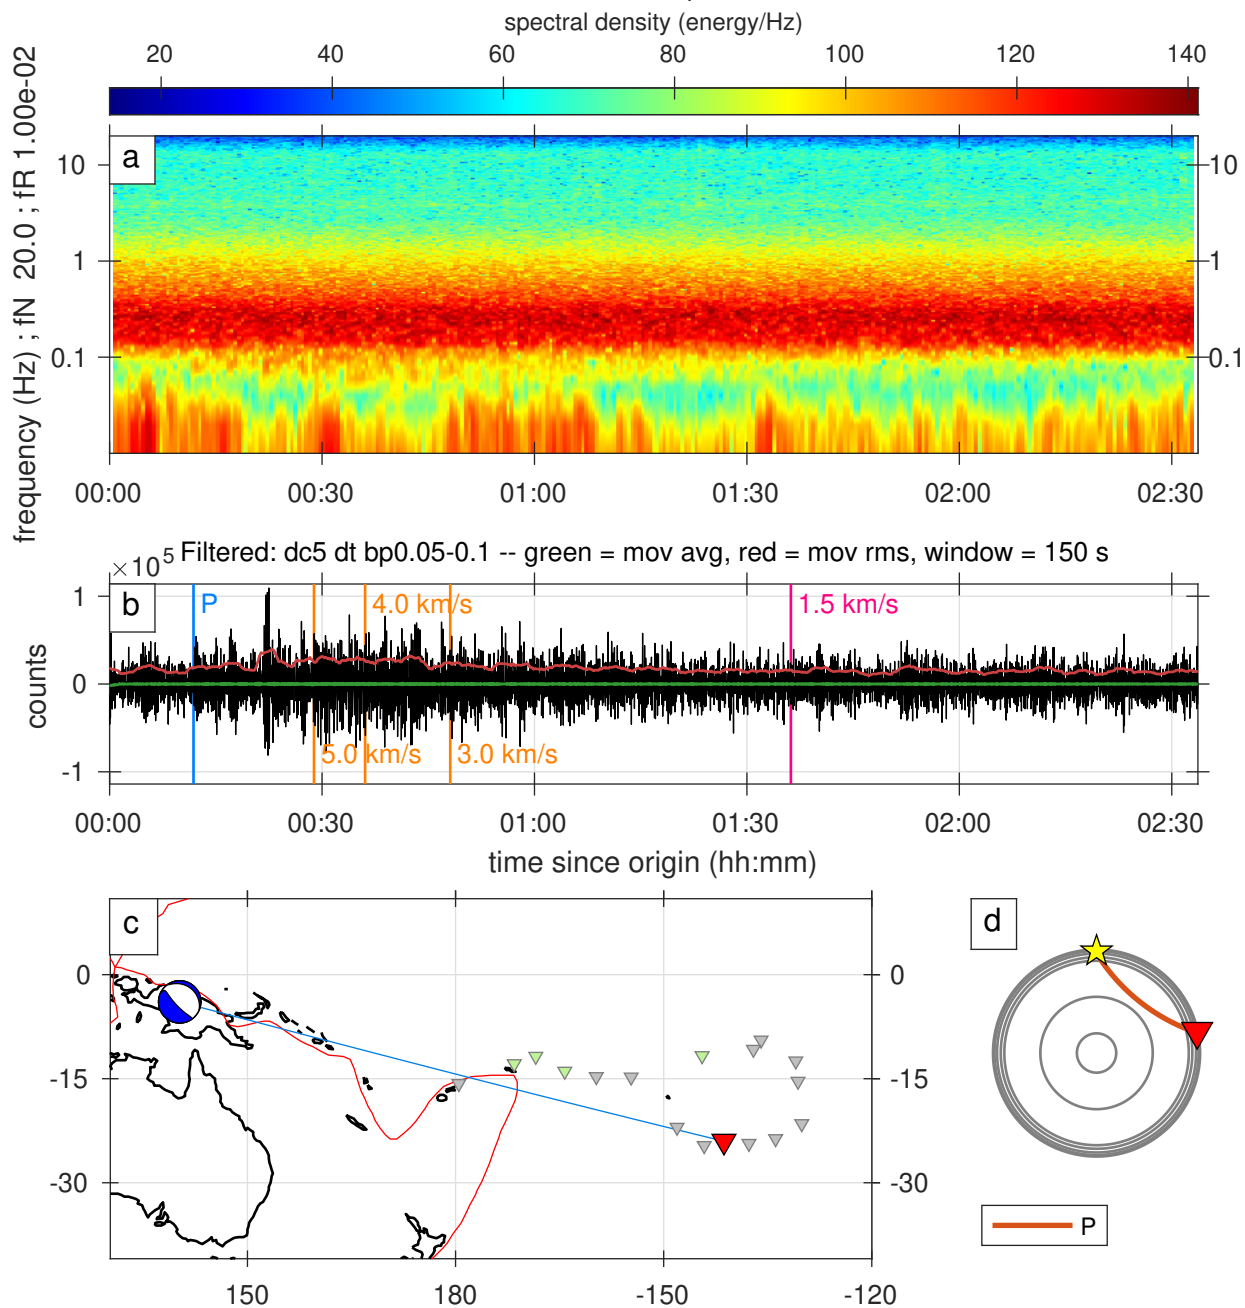 spectral density (energy/Hz)
20 40 60 80 100 120 140
frequency (Hz) ; fN 20.0 ; fR 1.00e-02
a
10 10
1 1
0.1 0.1
00:00 00:30 01:00 01:30 02:00 02:30
Filtered: dc5 dt bp0.05-0.1 -- green = mov avg, red = mov rms, window = 150 s
×10^5
b
P 4.0 km/s 1.5 km/s
5.0 km/s 3.0 km/s
counts
1
0
-1
00:00 00:30 01:00 01:30 02:00 02:30
time since origin (hh:mm)
c
0 0
-15 -15
-30 -30
150 180 -150 -120
d
P